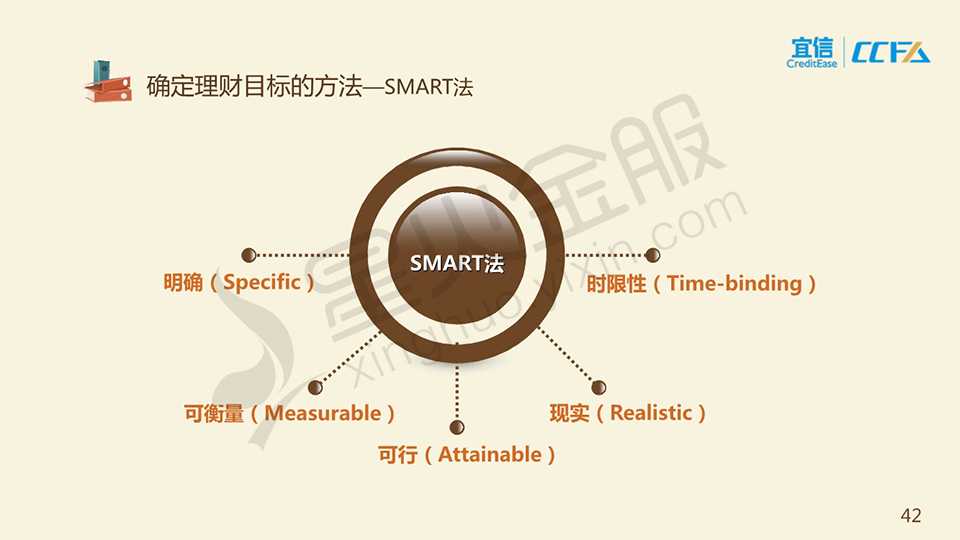 宜信
CreditEase
CCFA
确定理财目标的方法—SMART法
星火金服
xinghuo.yixin.com
SMART法
明确（Specific）
时限性（Time-binding）
可衡量（Measurable）
现实（Realistic）
可行（Attainable）
42